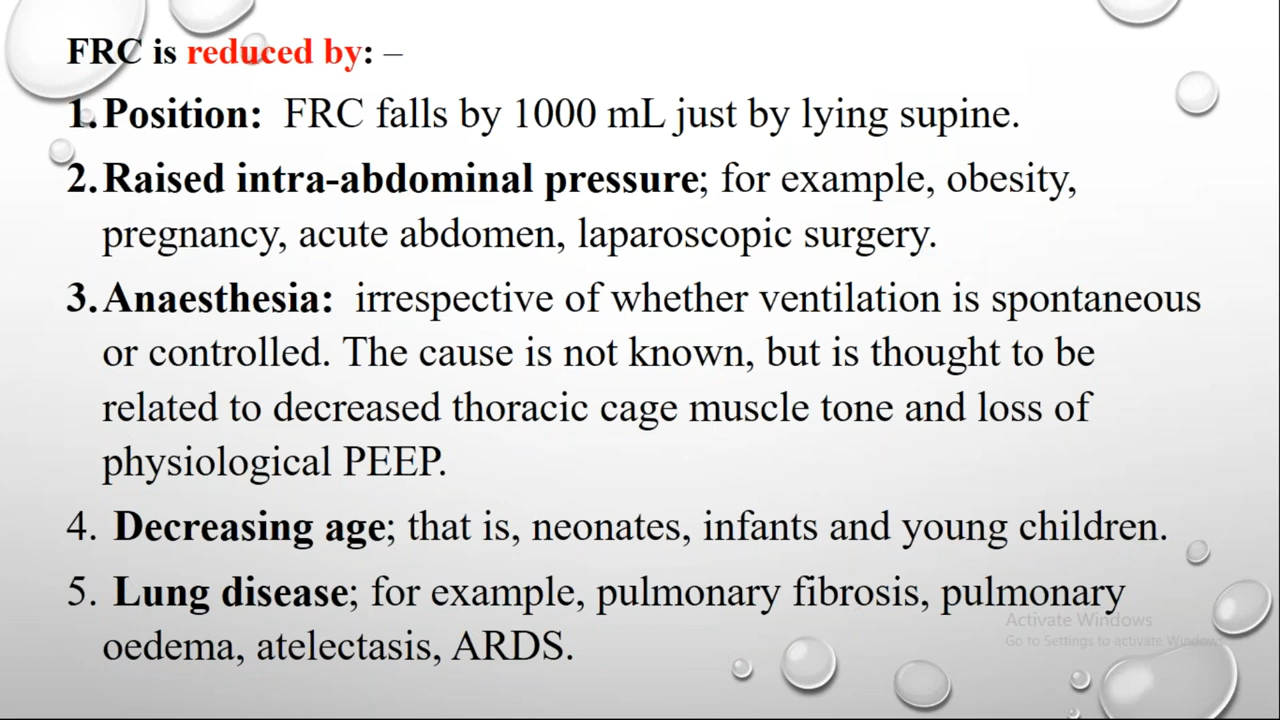 FRC is reduced by: –
1. Position: FRC falls by 1000 mL just by lying supine.
2. Raised intra-abdominal pressure; for example, obesity,
pregnancy, acute abdomen, laparoscopic surgery.
3. Anaesthesia: irrespective of whether ventilation is spontaneous
or controlled. The cause is not known, but is thought to be
related to decreased thoracic cage muscle tone and loss of
physiological PEEP.
4. Decreasing age; that is, neonates, infants and young children.
5. Lung disease; for example, pulmonary fibrosis, pulmonary
oedema, atelectasis, ARDS.
Activate Windows
Go to Settings to activate Windows.